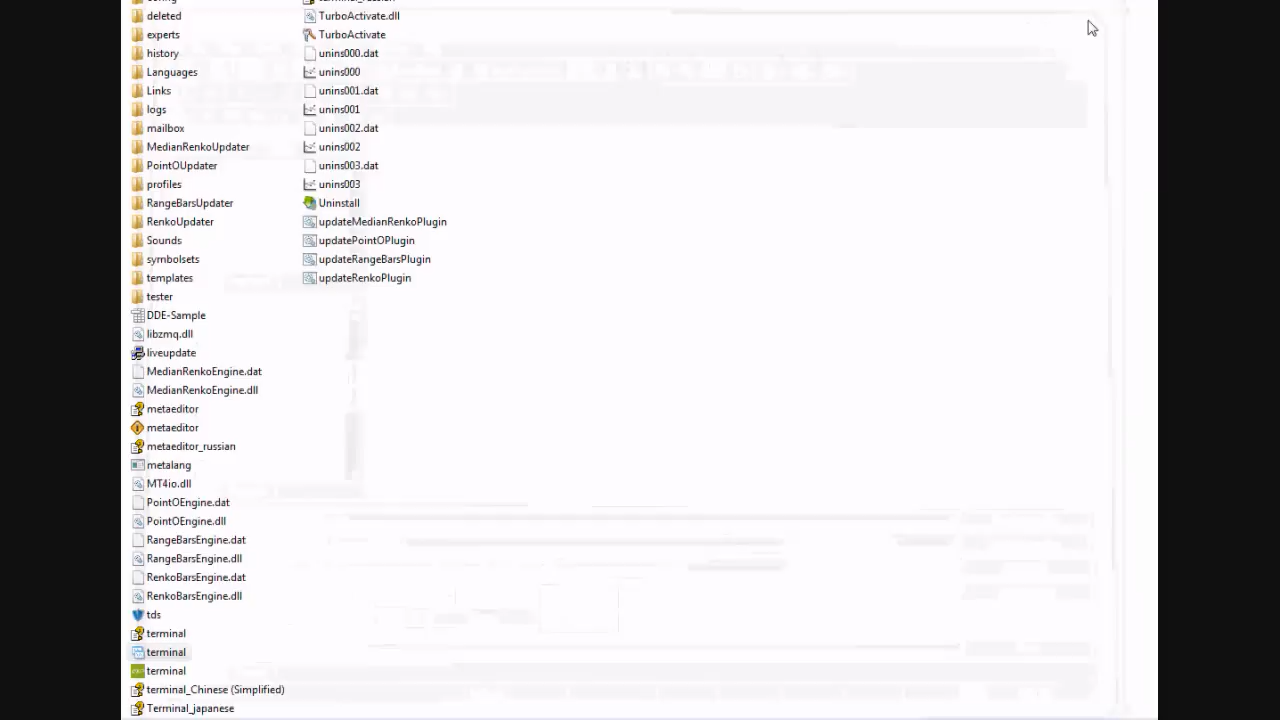 deleted
experts
history
Languages
Links
logs
mailbox
MedianRenkoUpdater
PointOUpdater
profiles
RangeBarsUpdater
RenkoUpdater
Sounds
symbolsets
templates
tester
DDE-Sample
libzmq.dll
liveupdate
MedianRenkoEngine.dat
MedianRenkoEngine.dll
metaeditor
metaeditor
metaeditor_russian
metalang
MT4io.dll
PointOEngine.dat
PointOEngine.dll
RangeBarsEngine.dat
RangeBarsEngine.dll
RenkoBarsEngine.dat
RenkoBarsEngine.dll
tds
terminal
terminal
terminal
terminal_Chinese (Simplified)
Terminal_japanese
TurboActivate.dll
TurboActivate
unins000.dat
unins000
unins001.dat
unins001
unins002.dat
unins002
unins003.dat
unins003
Uninstall
updateMedianRenkoPlugin
updatePointOPlugin
updateRangeBarsPlugin
updateRenkoPlugin